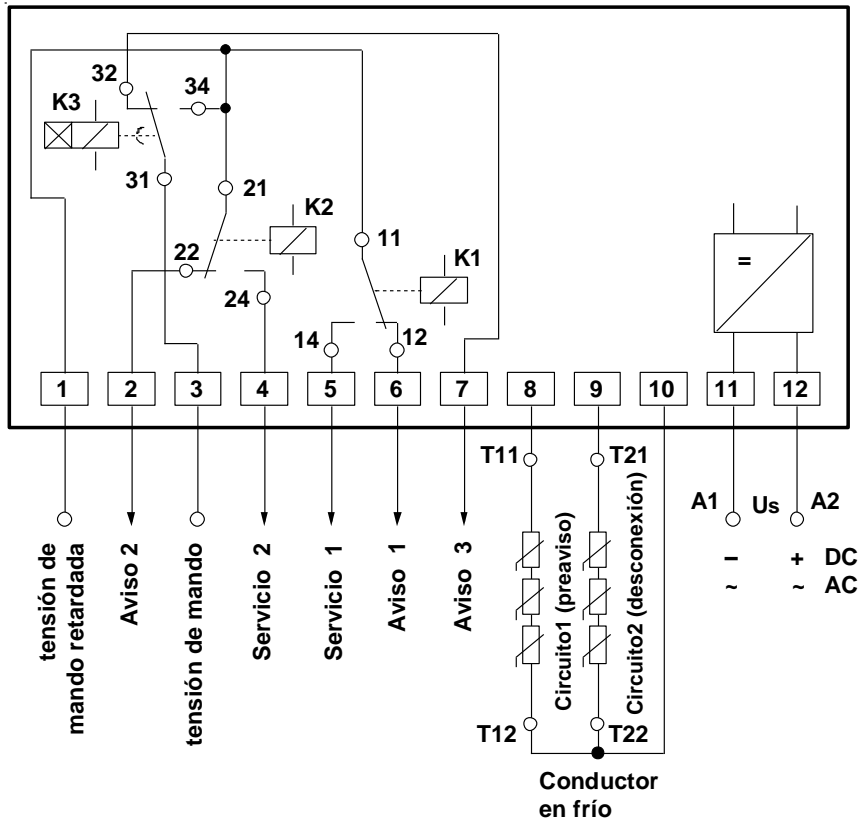 32
34
K3
31
21
K2
22
24
11
K1
14
12
=
1
2
3
4
5
6
7
8
9
10
11
12
T11
T21
A1
Us
A2
−
+
DC
~
~
AC
tensión de
mando retardada
Aviso 2
tensión de mando
Servicio 2
Servicio 1
Aviso 1
Aviso 3
Circuito1 (preaviso)
Circuito2 (desconexión)
T12
T22
Conductor
en frío